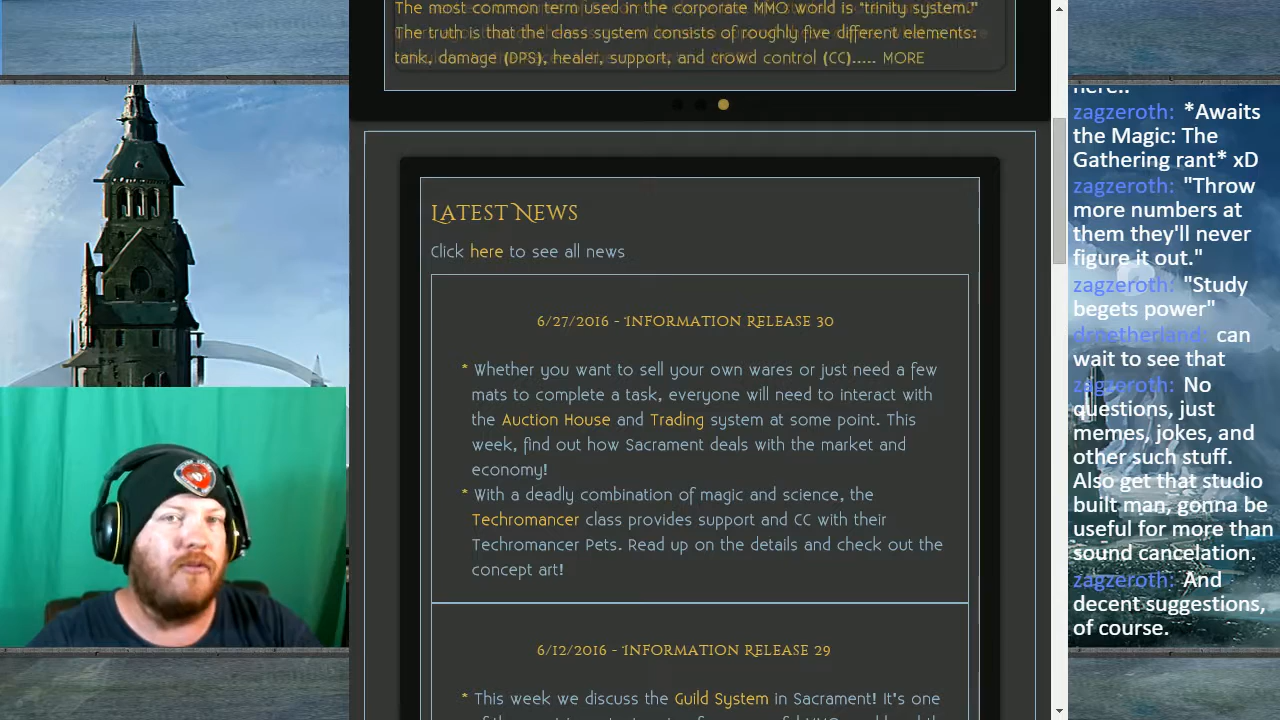 The most common term used in the corporate MMO world is "trinity system."
The truth is that the class system consists of roughly five different elements:
tank, damage (DPS), healer, support, and crowd control (CC)..... MORE
Latest News
Click here to see all news
6/27/2016 - Information Release 30
* Whether you want to sell your own wares or just need a few
mats to complete a task, everyone will need to interact with
the Auction House and Trading system at some point. This
week, find out how Sacrament deals with the market and
economy!
* With a deadly combination of magic and science, the
Techromancer class provides support and CC with their
Techromancer Pets. Read up on the details and check out the
concept art!
6/12/2016 - Information Release 29
* This week we discuss the Guild System in Sacrament! It's one
here..
zagzeroth: *Awaits
the Magic: The
Gathering rant* xD
zagzeroth: "Throw
more numbers at
them they'll never
figure it out."
zagzeroth: "Study
begets power"
drnetherland: can
wait to see that
zagzeroth: No
questions, just
memes, jokes, and
other such stuff.
Also get that studio
built man, gonna be
useful for more than
sound cancelation.
zagzeroth: And
decent suggestions,
of course.